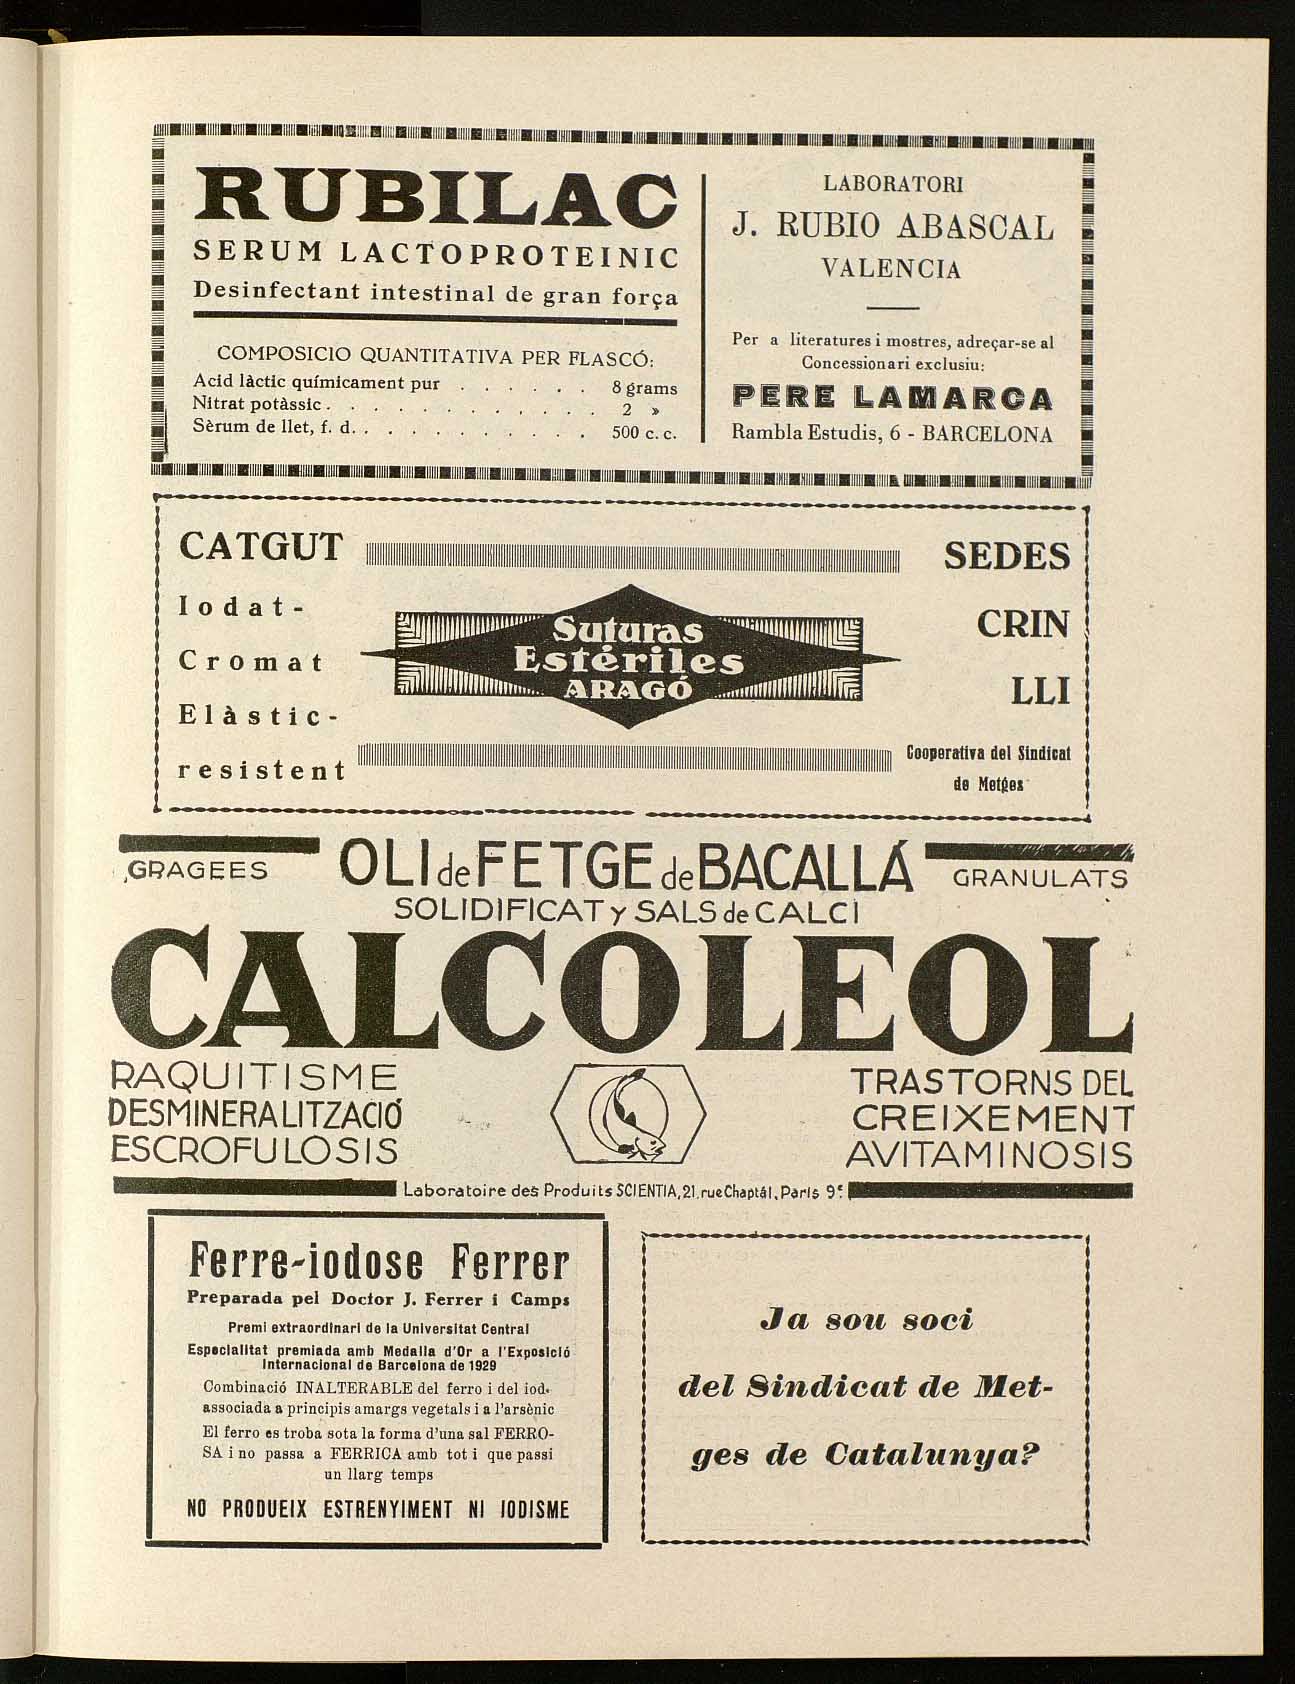 RUBILAC
SERUM LACTOPROTEINIC
Desinfectant intestinal de gran força
COMPOSICIO QUANTITATIVA PER FLASCÓ:
Acid làctic químicament pur . . . . . . 8 grams
Nitrat potàssic . . . . . . . . . . . . 2 »
Sèrum de llet, f. d. . . . . . . . . . . 500 c. c.
LABORATORI
J. RUBIO ABASCAL
VALENCIA
Per a literatures i mostres, adreçar-se al
Concessionari exclusiu:
PERE LAMARCA
Rambla Estudis, 6 - BARCELONA
CATGUT
Iodat-
Cromat
Elàstic-
resistent
Suturas
Estériles
ARAGÓ
SEDES
CRIN
LLI
Cooperativa del Sindicat
de Metges
GRAGEES
OLI de FETGE de BACALLÁ
GRANULATS
SOLIDIFICAT y SALS de CALCI
CALCOLEOL
RAQUITISME
DESMINERALITZACIÓ
ESCROFULOSIS
TRASTORNS DEL
CREIXEMENT
AVITAMINOSIS
Laboratoire des Produits SCIENTIA, 21, rue Chaptál, Paris 9ᵉ.
Ferre-iodose Ferrer
Preparada pel Doctor J. Ferrer i Camps
Premi extraordinari de la Universitat Central
Especialitat premiada amb Medalla d'Or a l'Exposició
Internacional de Barcelona de 1929
Combinació INALTERABLE del ferro i del iod,
associada a principis amargs vegetals i a l'arsènic
El ferro es troba sota la forma d'una sal FERRO-
SA i no passa a FERRICA amb tot i que passi
un llarg temps
NO PRODUEIX ESTRENYIMENT NI IODISME
Ja sou soci
del Sindicat de Met-
ges de Catalunya?